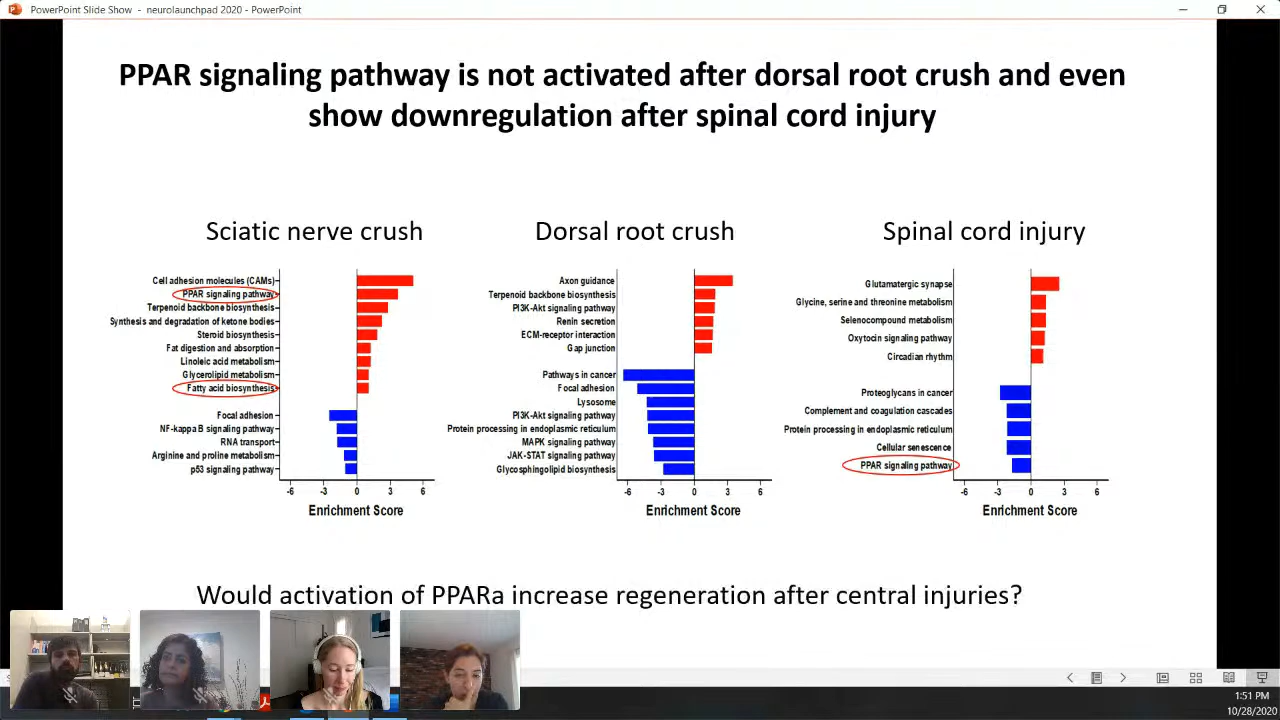 PowerPoint Slide Show - neurolaunchpad 2020 - PowerPoint
PPAR signaling pathway is not activated after dorsal root crush and even
show downregulation after spinal cord injury
Sciatic nerve crush
Cell adhesion molecules (CAMs)
PPAR signaling pathway
Terpenoid backbone biosynthesis
Synthesis and degradation of ketone bodies
Steroid biosynthesis
Fat digestion and absorption
Linoleic acid metabolism
Glycerolipid metabolism
Fatty acid biosynthesis
Focal adhesion
NF-kappa B signaling pathway
RNA transport
Arginine and proline metabolism
p53 signaling pathway
-6 -3 0 3 6
Enrichment Score
Dorsal root crush
Axon guidance
Terpenoid backbone biosynthesis
PI3K-Akt signaling pathway
Renin secretion
ECM-receptor interaction
Gap junction
Pathways in cancer
Focal adhesion
Lysosome
PI3K-Akt signaling pathway
Protein processing in endoplasmic reticulum
MAPK signaling pathway
JAK-STAT signaling pathway
Glycosphingolipid biosynthesis
-6 -3 0 3 6
Enrichment Score
Spinal cord injury
Glutamatergic synapse
Glycine, serine and threonine metabolism
Selenocompound metabolism
Oxytocin signaling pathway
Circadian rhythm
Proteoglycans in cancer
Complement and coagulation cascades
Protein processing in endoplasmic reticulum
Cellular senescence
PPAR signaling pathway
-6 -3 0 3 6
Enrichment Score
Would activation of PPARa increase regeneration after central injuries?
1:51 PM
10/28/2020